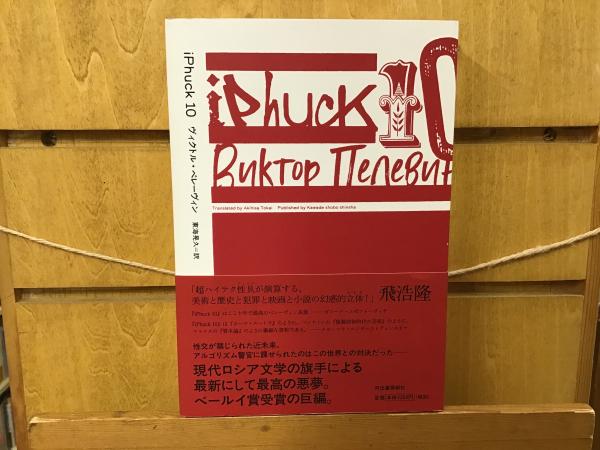 iPhuck 10 ヴィクトル・ペレーヴィン 東海晃久=訳
iPhuck 10
Виктор Пелевин
Translated by Akihisa Tokai Published by Kawade shobo shinsha
「超ハイテク性具が演算する、
美術と歴史と犯罪と映画と小説の幻惑的立体!」 飛浩隆
性交が禁じられた近未来。
アルゴリズム警官に課せられたのはこの世界との対決だった——
現代ロシア文学の旗手による
最新にして最高の悪夢。
ベールイ賞受賞の巨編。
河出書房新社